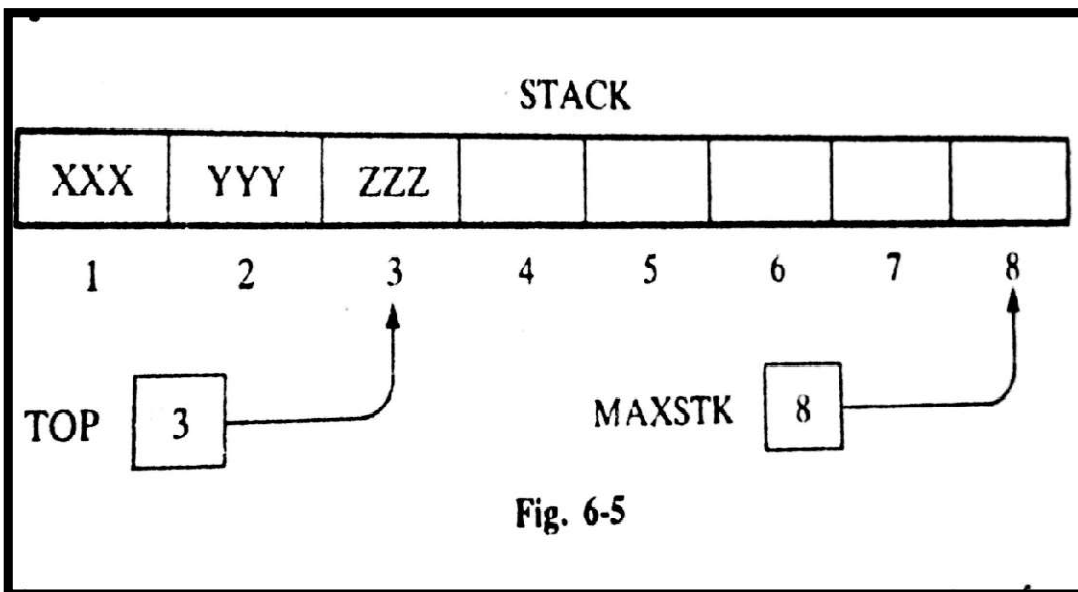 STACK
XXX YYY ZZZ
1 2 3 4 5 6 7 8
TOP 3 MAXSTK 8
Fig. 6-5